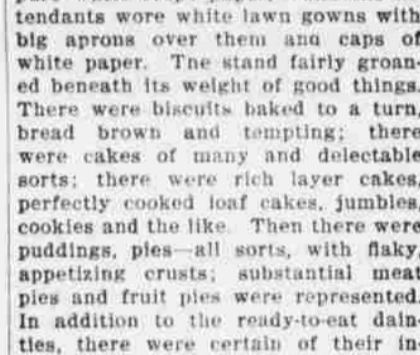 tendants wore white lawn gowns with
big aprons over them and caps of
white paper. The stand fairly groan-
ed beneath its weight of good things.
There were biscuits baked to a turn,
bread brown and tempting; there
were cakes of many and delectable
sorts; there were rich layer cakes,
perfectly cooked loaf cakes, jumbles,
cookies and the like. Then there were
puddings, pies—all sorts, with flaky,
appetizing crusts; substantial meat
pies and fruit pies were represented.
In addition to the ready-to-eat dain-
ties, there were certain of their in-